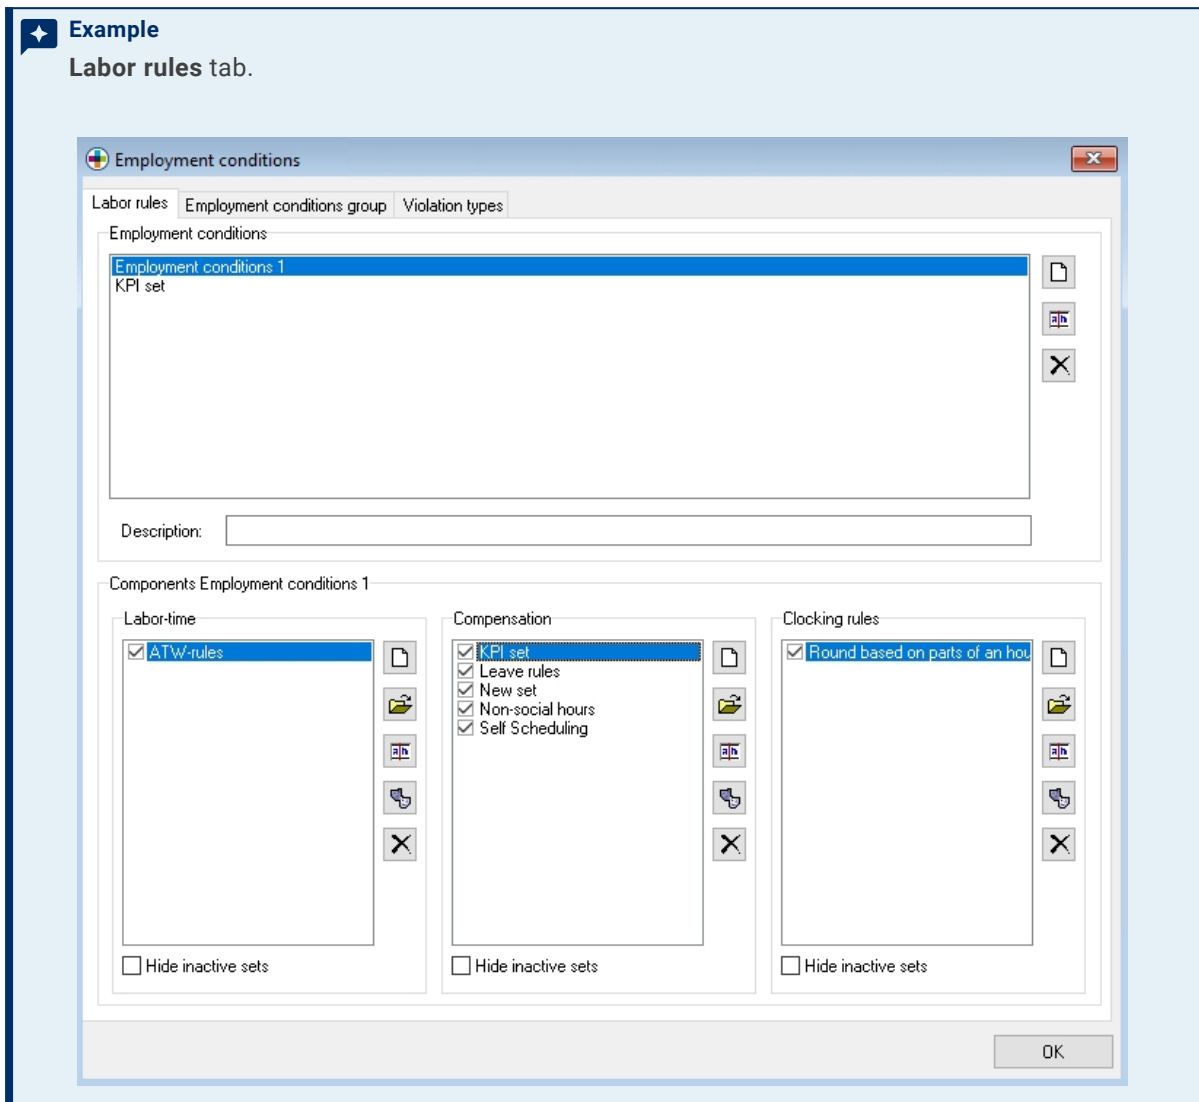 Example
Labor rules tab.
Employment conditions
Labor rules Employment conditions group Violation types
Employment conditions
Employment conditions 1
KPI set
Description:
Components Employment conditions 1
Labor-time
ATW-rules
Hide inactive sets
Compensation
KPI set
Leave rules
New set
Non-social hours
Self Scheduling
Hide inactive sets
Clocking rules
Round based on parts of an hou
Hide inactive sets
OK